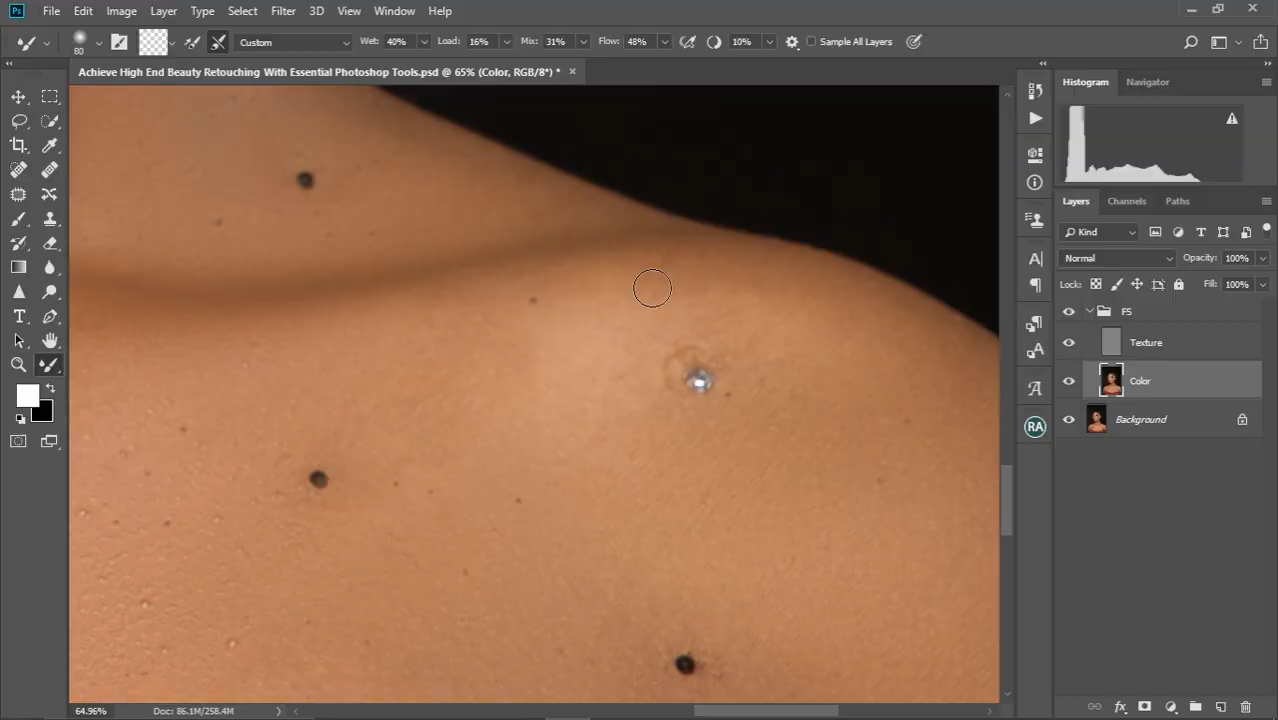 Ps File Edit Image Layer Type Select Filter 3D View Window Help
80 Custom Wet: 40% Load: 16% Mix: 31% Flow: 48% 10% Sample All Layers
Achieve High End Beauty Retouching With Essential Photoshop Tools.psd @ 65% (Color, RGB/8*) * ×
Histogram Navigator
Layers Channels Paths
Kind
Normal Opacity: 100%
Lock: Fill: 100%
FS
Texture
Color
Background
RA
64.96% Doc: 86.1M/258.4M